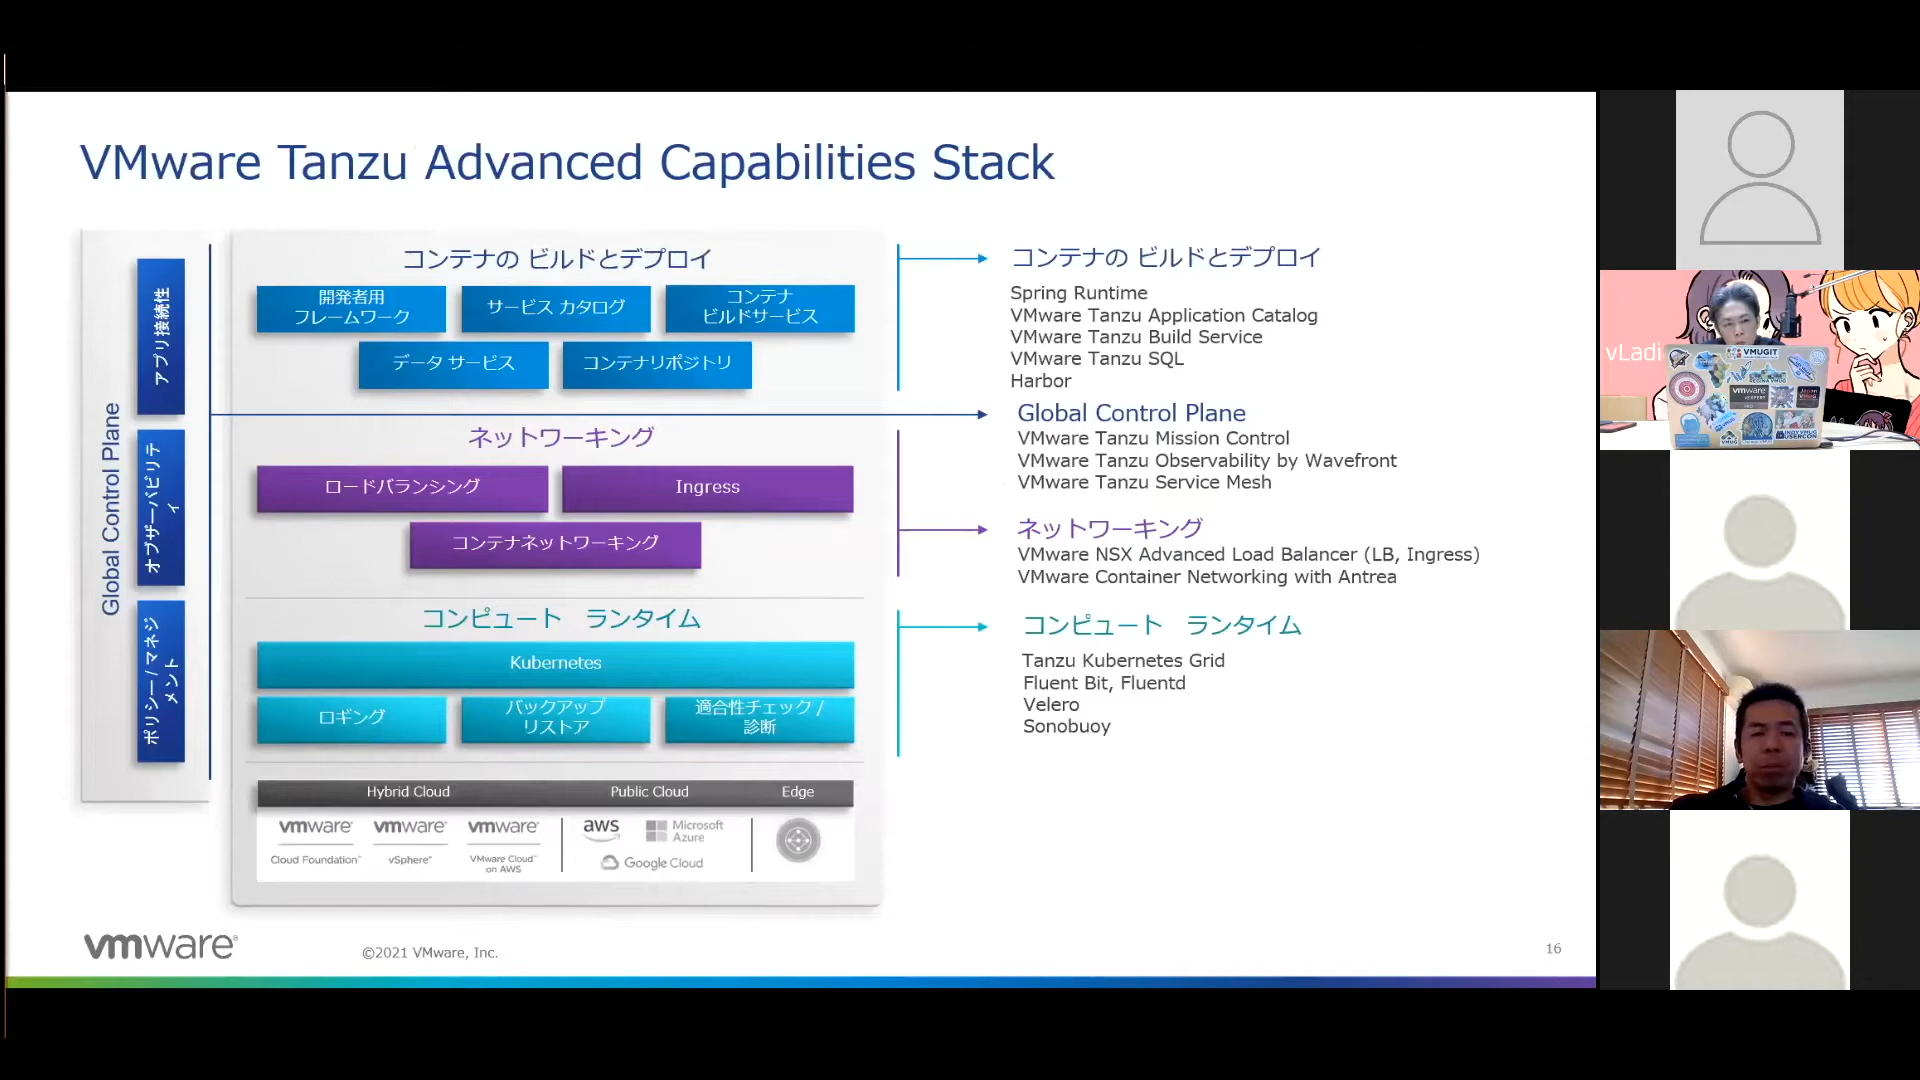 VMware Tanzu Advanced Capabilities Stack
Global Control Plane
アプリ接続性
オブザーバビリテ
ィ
ポリシー/マネジ
メント
コンテナの ビルドとデプロイ
開発者用
フレームワーク
サービス カタログ
コンテナ
ビルドサービス
データ サービス
コンテナリポジトリ
ネットワーキング
ロードバランシング
Ingress
コンテナネットワーキング
コンピュート　ランタイム
Kubernetes
ロギング
バックアップ
リストア
適合性チェック /
診断
Hybrid Cloud
Public Cloud
Edge
vmware
Cloud Foundation™
vmware
vSphere®
vmware
VMware Cloud™
on AWS
aws
Microsoft
Azure
Google Cloud
コンテナの ビルドとデプロイ
Spring Runtime
VMware Tanzu Application Catalog
VMware Tanzu Build Service
VMware Tanzu SQL
Harbor
Global Control Plane
VMware Tanzu Mission Control
VMware Tanzu Observability by Wavefront
VMware Tanzu Service Mesh
ネットワーキング
VMware NSX Advanced Load Balancer (LB, Ingress)
VMware Container Networking with Antrea
コンピュート　ランタイム
Tanzu Kubernetes Grid
Fluent Bit, Fluentd
Velero
Sonobuoy
vmware®
©2021 VMware, Inc.
16
vLadi
VMUGIT
REGINA VMUG
vmware
VMUG
USERCON